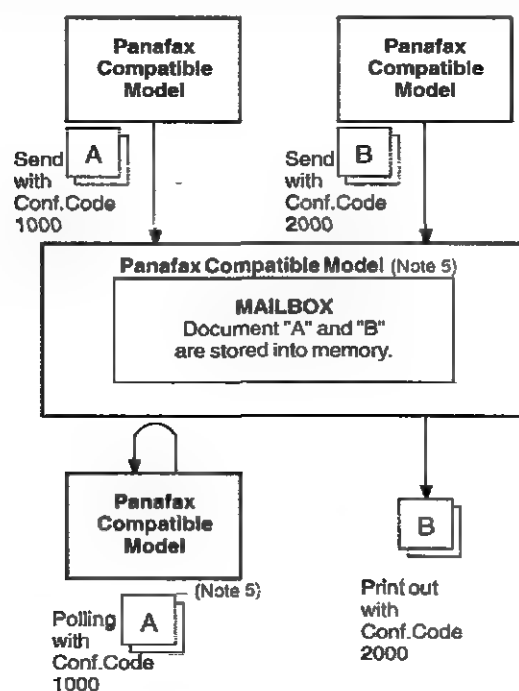 Panafax
Compatible
Model
Panafax
Compatible
Model
A
Send
with
Conf.Code
1000
B
Send
with
Conf.Code
2000
Panafax Compatible Model (Note 5)
MAILBOX
Document "A" and "B"
are stored into memory.
Panafax
Compatible
Model
(Note 5)
A
Polling
with
Conf.Code
1000
B
Print out
with
Conf.Code
2000